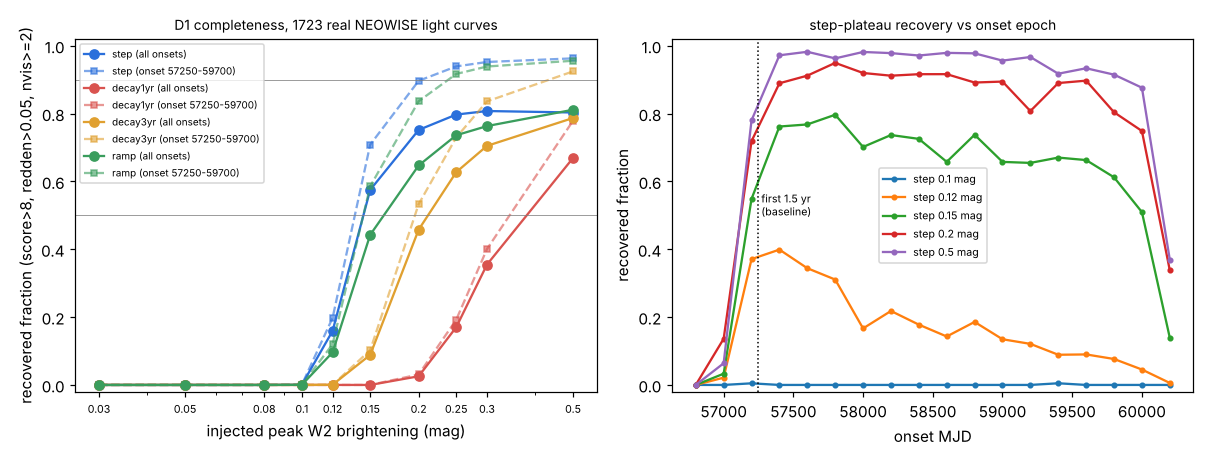 D1 completeness, 1723 real NEOWISE light curves
recovered fraction (score>8, redden>0.05, nvis>=2)
1.0
0.8
0.6
0.4
0.2
0.0
step (all onsets)
step (onset 57250-59700)
decay1yr (all onsets)
decay1yr (onset 57250-59700)
decay3yr (all onsets)
decay3yr (onset 57250-59700)
ramp (all onsets)
ramp (onset 57250-59700)
0.03
0.05
0.08
0.1
0.12
0.15
0.2
0.25
0.3
0.5
injected peak W2 brightening (mag)
step-plateau recovery vs onset epoch
recovered fraction
1.0
0.8
0.6
0.4
0.2
0.0
first 1.5 yr
(baseline)
step 0.1 mag
step 0.12 mag
step 0.15 mag
step 0.2 mag
step 0.5 mag
57000
57500
58000
58500
59000
59500
60000
onset MJD